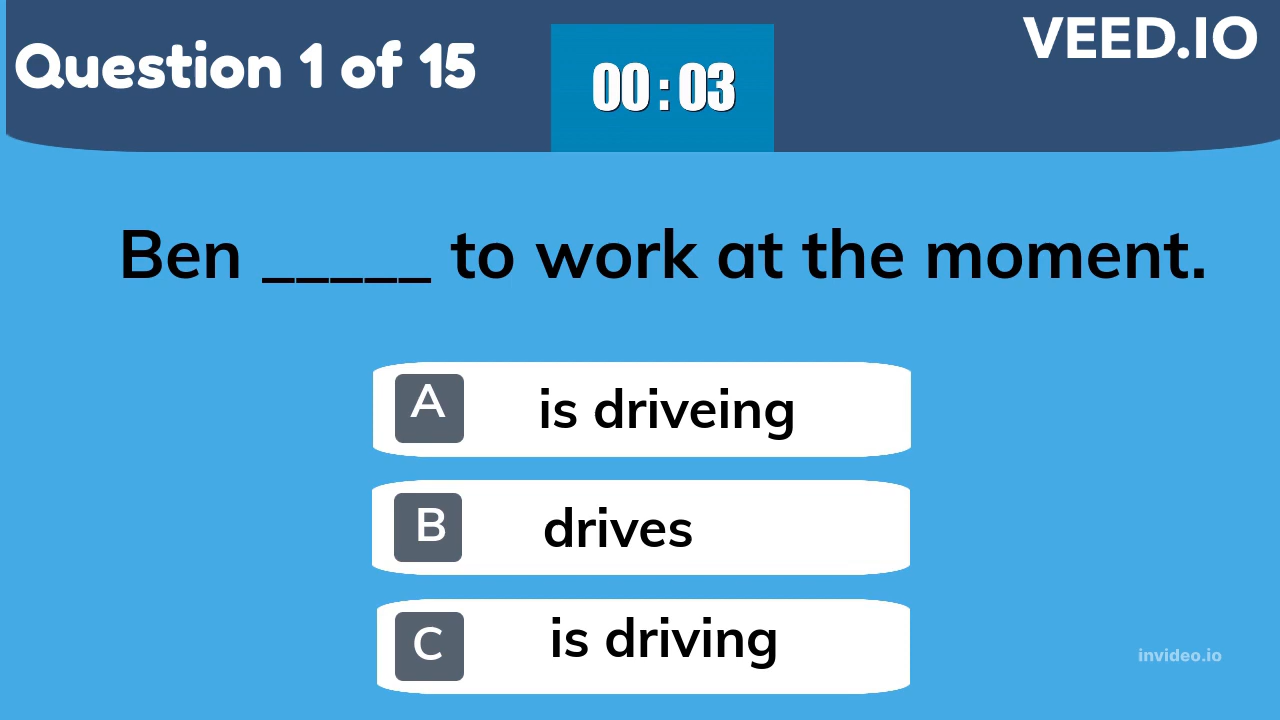 Question 1 of 15
00:03
VEED.IO
Ben _____ to work at the moment.
A is driveing
B drives
C is driving
invideo.io